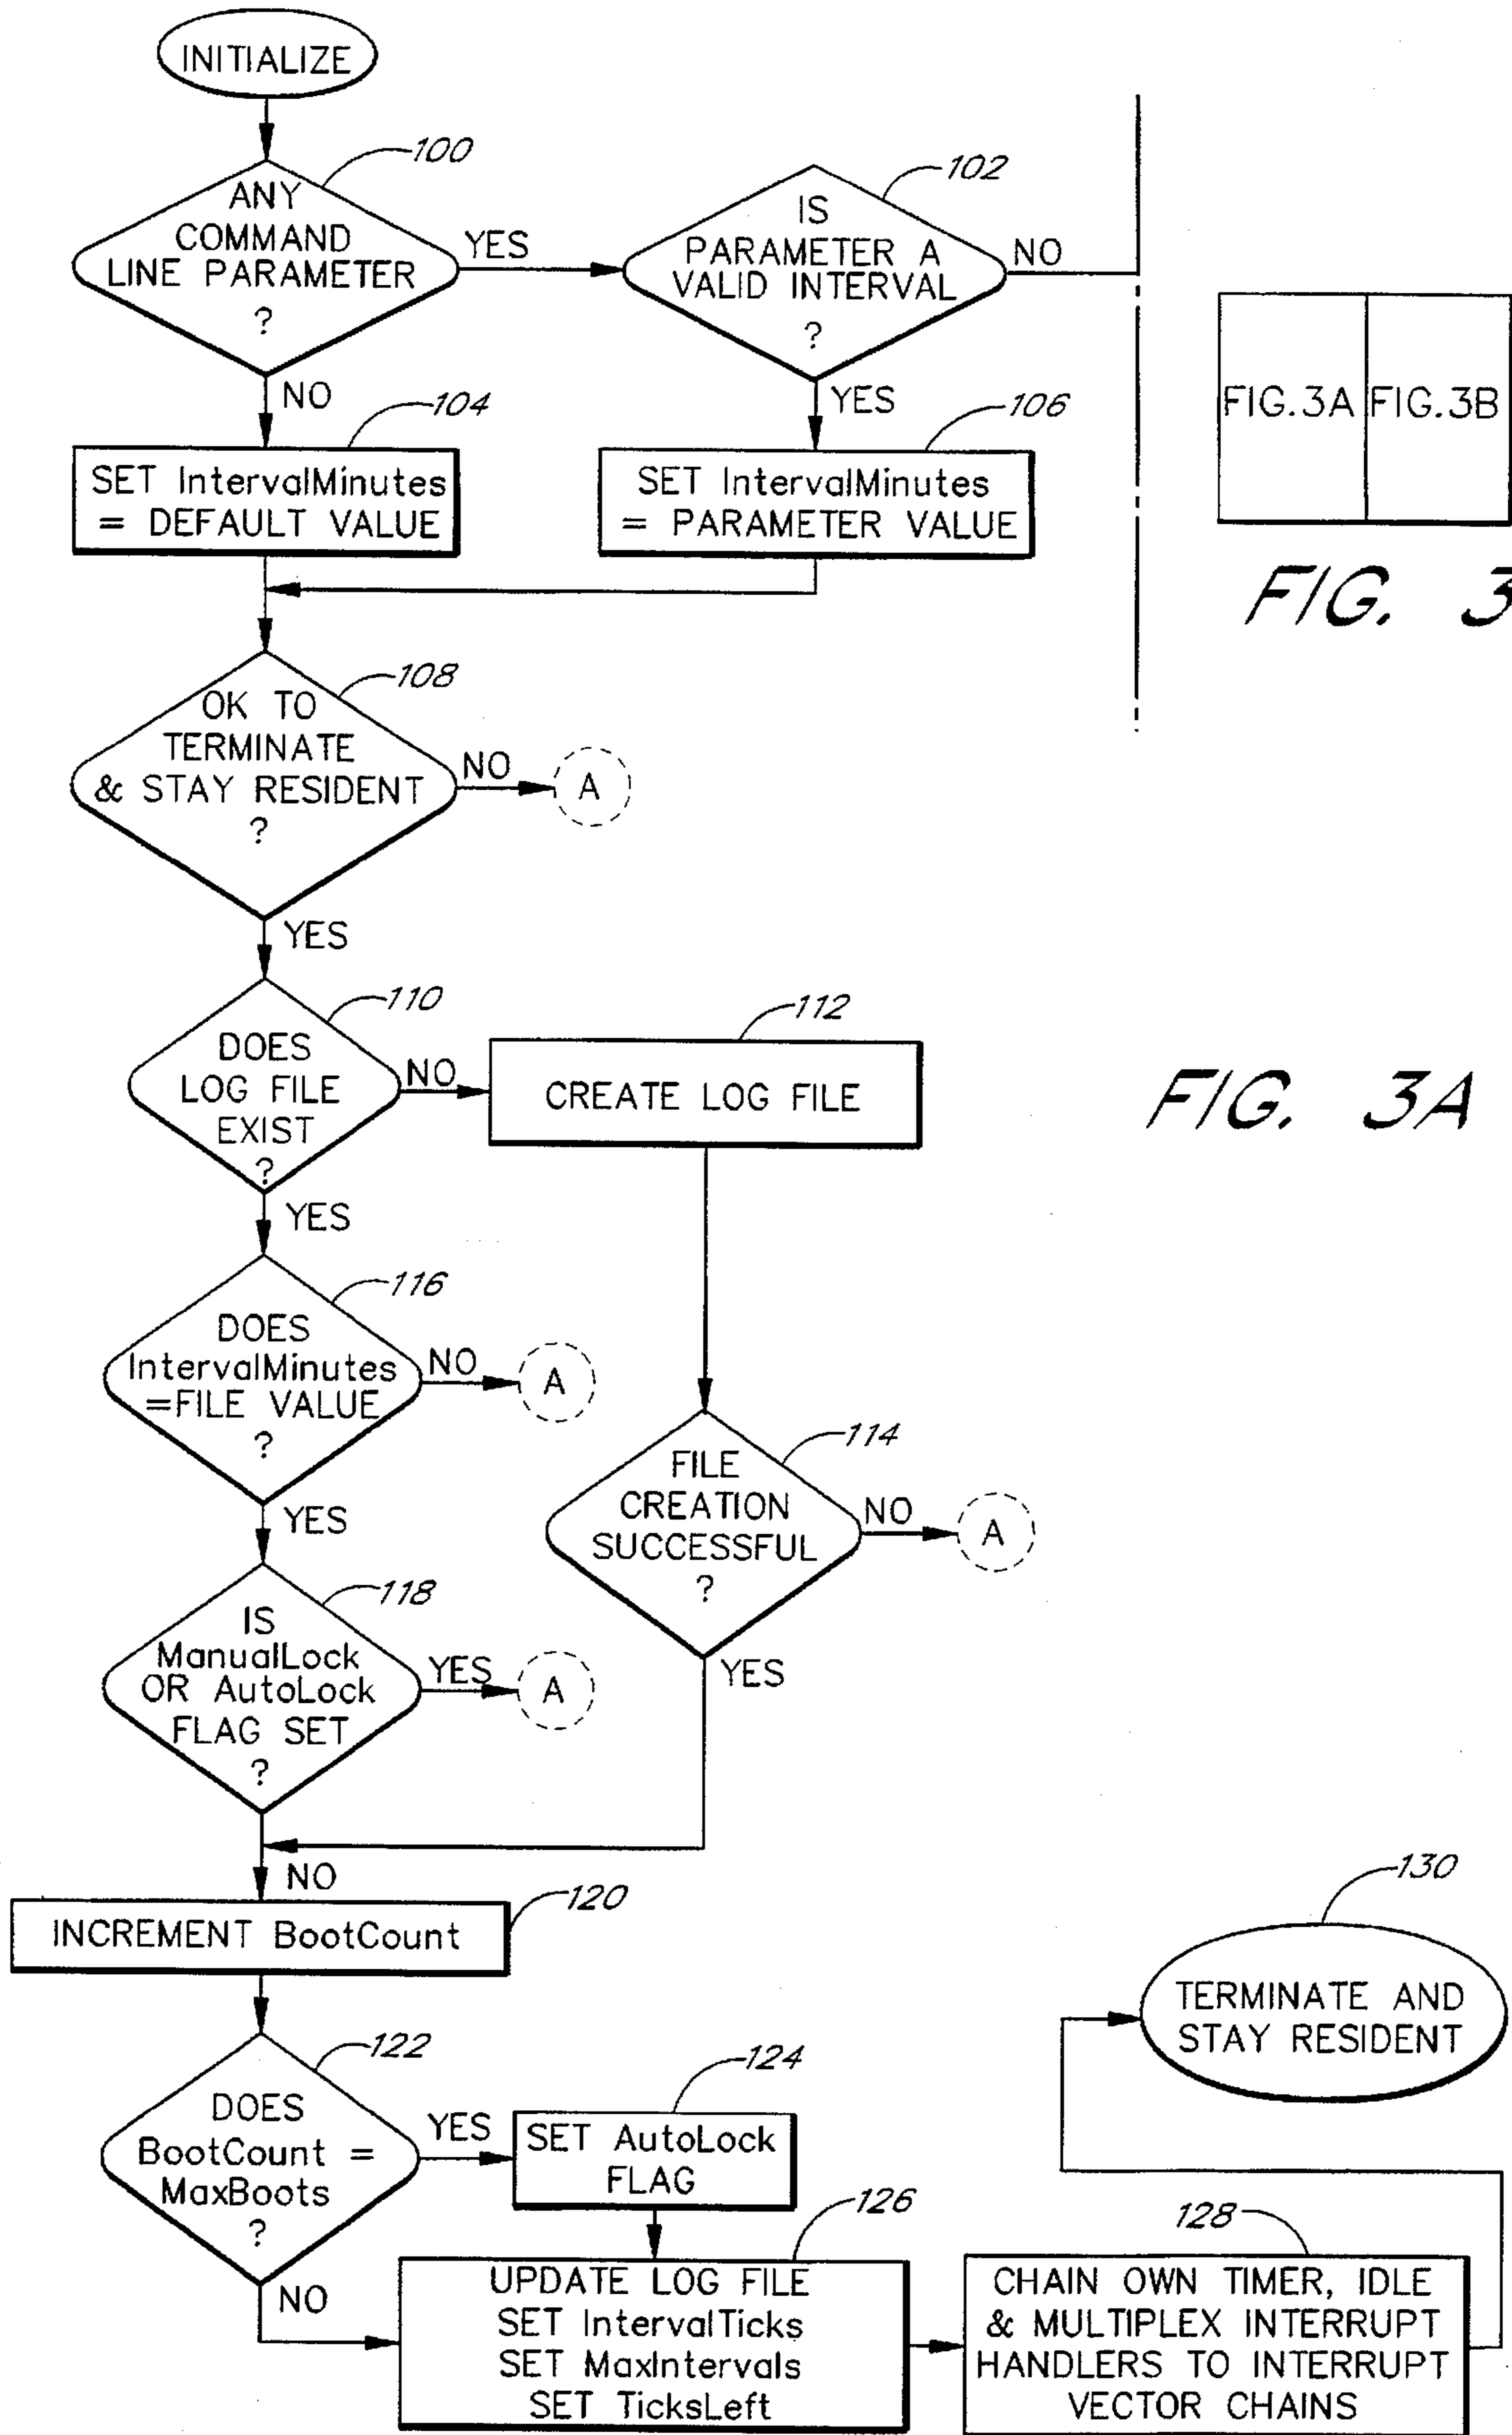 INITIALIZE
100
ANY
COMMAND
LINE PARAMETER
?
YES
NO
102
IS
PARAMETER A
VALID INTERVAL
?
NO
YES
104
SET IntervalMinutes
= DEFAULT VALUE
106
SET IntervalMinutes
= PARAMETER VALUE
FIG.3A
FIG.3B
FIG. 3
108
OK TO
TERMINATE
& STAY RESIDENT
?
NO
A
YES
110
DOES
LOG FILE
EXIST
?
NO
YES
112
CREATE LOG FILE
FIG. 3A
116
DOES
IntervalMinutes
=FILE VALUE
?
NO
A
YES
114
FILE
CREATION
SUCCESSFUL
?
NO
A
YES
118
IS
ManualLock
OR AutoLock
FLAG SET
?
YES
A
NO
120
INCREMENT BootCount
122
DOES
BootCount =
MaxBoots
?
YES
NO
124
SET AutoLock
FLAG
126
UPDATE LOG FILE
SET IntervalTicks
SET MaxIntervals
SET TicksLeft
128
CHAIN OWN TIMER, IDLE
& MULTIPLEX INTERRUPT
HANDLERS TO INTERRUPT
VECTOR CHAINS
130
TERMINATE AND
STAY RESIDENT